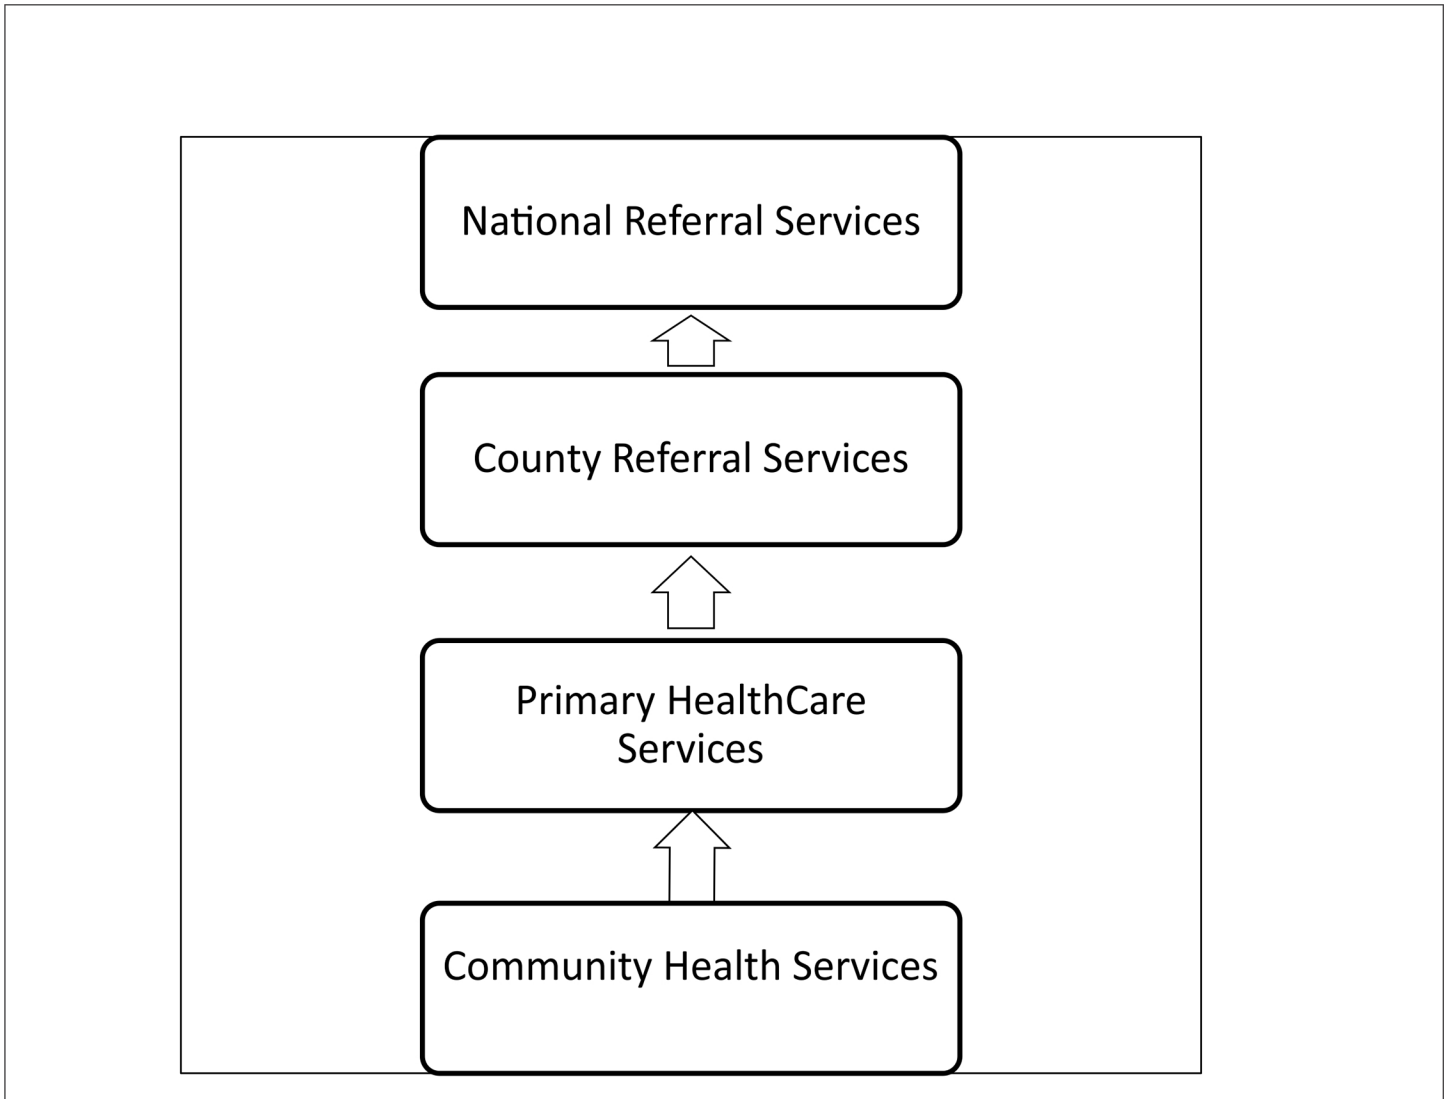 National Referral Services
County Referral Services
Primary HealthCare
Services
Community Health Services